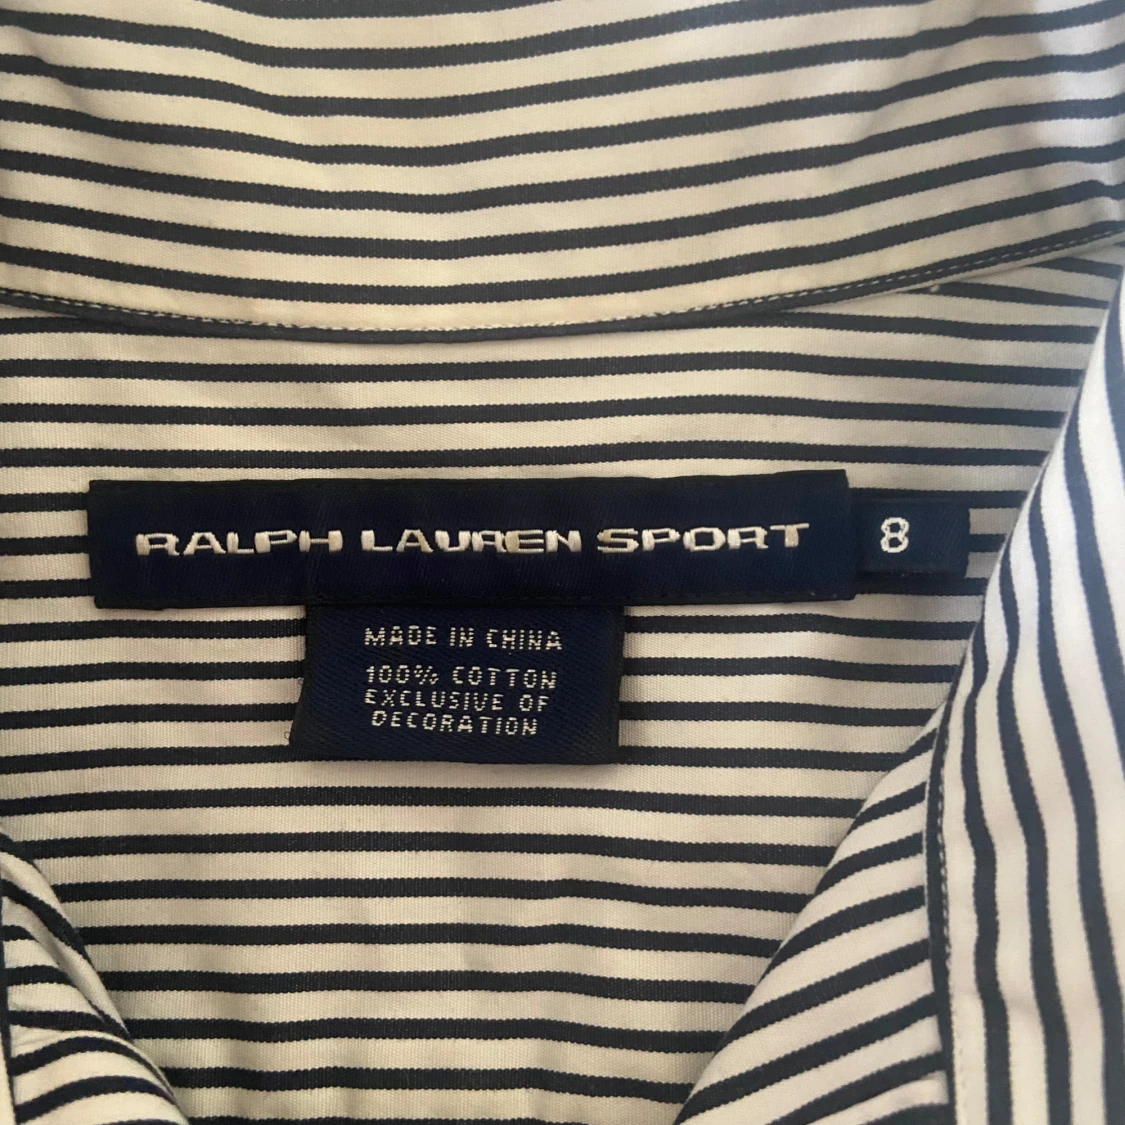 RALPH LAUREN SPORT 8
MADE IN CHINA
100% COTTON
EXCLUSIVE OF
DECORATION